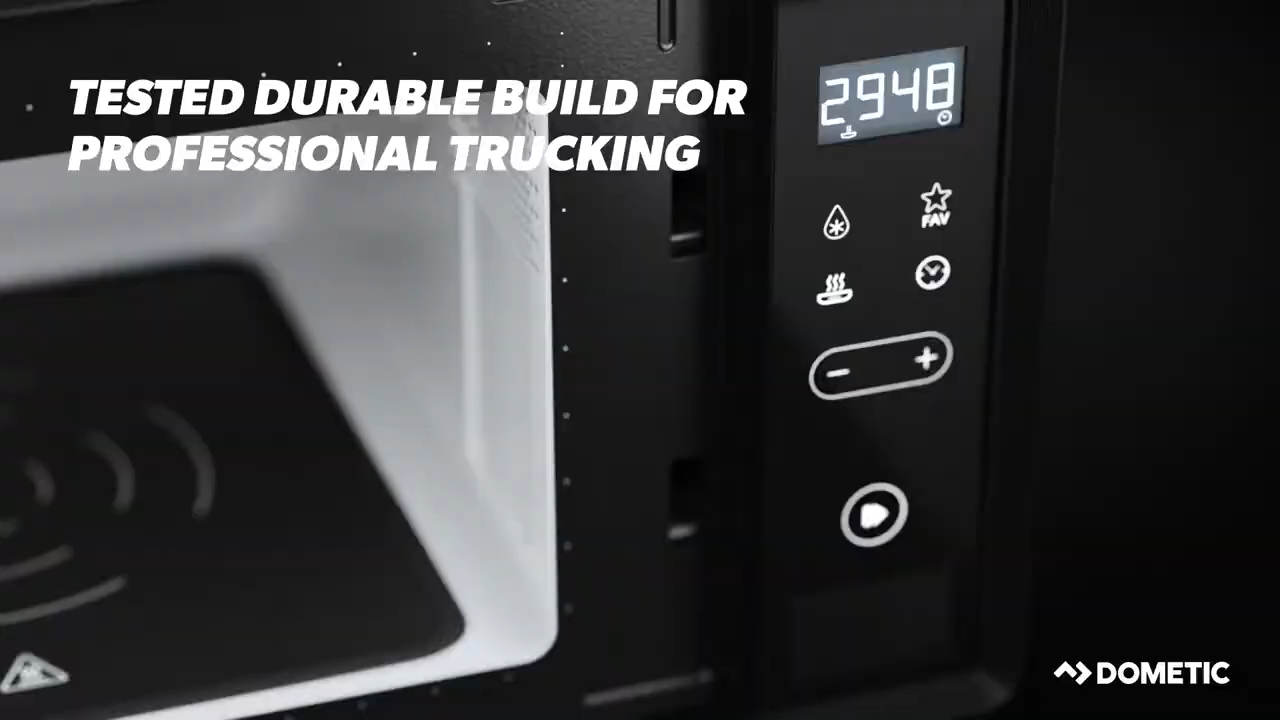 TESTED DURABLE BUILD FOR
PROFESSIONAL TRUCKING
2948
FAV
DOMETIC